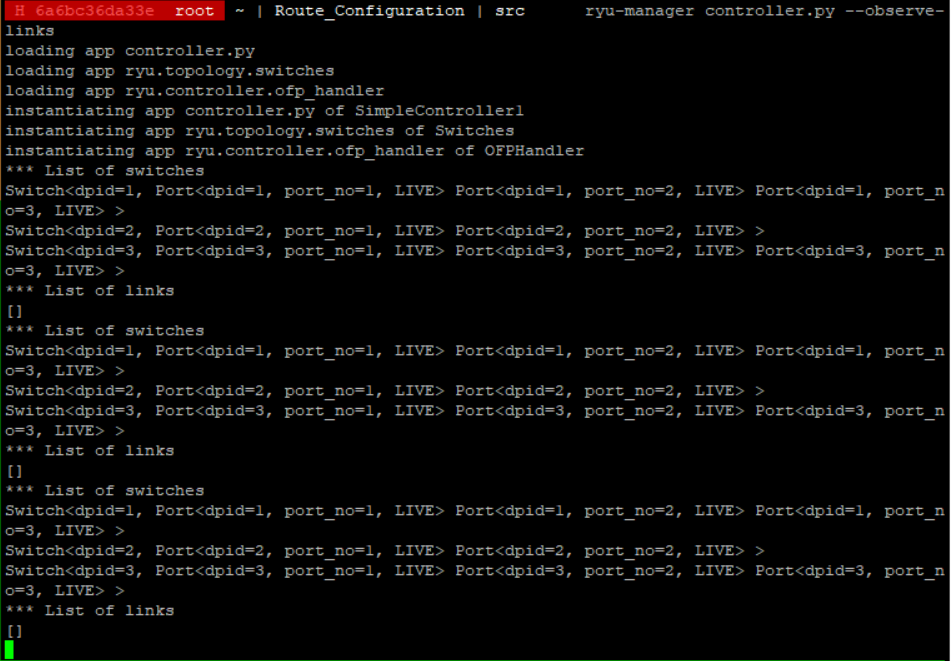 H 6a6bc36da33e root ~ | Route_Configuration | src ryu-manager controller.py --observe-
links
loading app controller.py
loading app ryu.topology.switches
loading app ryu.controller.ofp_handler
instantiating app controller.py of SimpleController1
instantiating app ryu.topology.switches of Switches
instantiating app ryu.controller.ofp_handler of OFPHandler
*** List of switches
Switch<dpid=1, Port<dpid=1, port_no=1, LIVE> Port<dpid=1, port_no=2, LIVE> Port<dpid=1, port_n
o=3, LIVE> >
Switch<dpid=2, Port<dpid=2, port_no=1, LIVE> Port<dpid=2, port_no=2, LIVE> >
Switch<dpid=3, Port<dpid=3, port_no=1, LIVE> Port<dpid=3, port_no=2, LIVE> Port<dpid=3, port_n
o=3, LIVE> >
*** List of links
[]
*** List of switches
Switch<dpid=1, Port<dpid=1, port_no=1, LIVE> Port<dpid=1, port_no=2, LIVE> Port<dpid=1, port_n
o=3, LIVE> >
Switch<dpid=2, Port<dpid=2, port_no=1, LIVE> Port<dpid=2, port_no=2, LIVE> >
Switch<dpid=3, Port<dpid=3, port_no=1, LIVE> Port<dpid=3, port_no=2, LIVE> Port<dpid=3, port_n
o=3, LIVE> >
*** List of links
[]
*** List of switches
Switch<dpid=1, Port<dpid=1, port_no=1, LIVE> Port<dpid=1, port_no=2, LIVE> Port<dpid=1, port_n
o=3, LIVE> >
Switch<dpid=2, Port<dpid=2, port_no=1, LIVE> Port<dpid=2, port_no=2, LIVE> >
Switch<dpid=3, Port<dpid=3, port_no=1, LIVE> Port<dpid=3, port_no=2, LIVE> Port<dpid=3, port_n
o=3, LIVE> >
*** List of links
[]